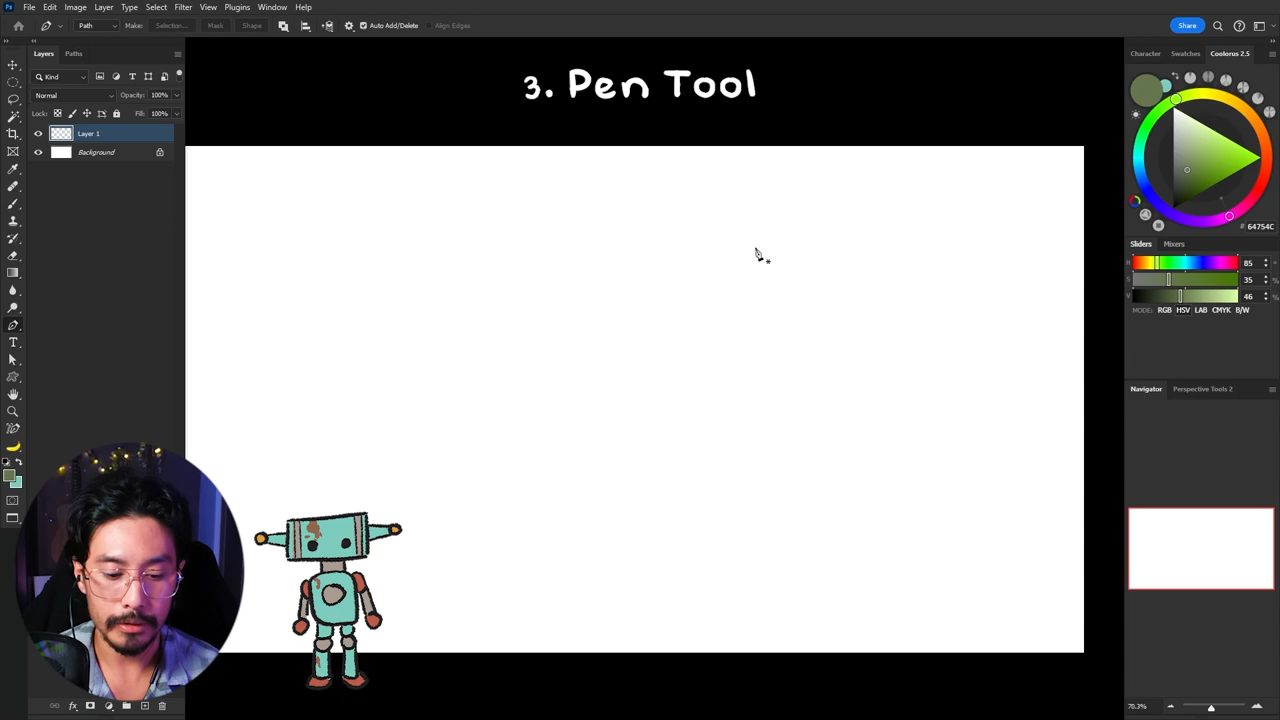 Ps File Edit Image Layer Type Select Filter 3D View Plugins Window Help
Path Make: Selection... Mask Shape Auto Add/Delete Align Edges Share
Layers Paths
Kind
Normal Opacity: 100%
Lock: Fill: 100%
Layer 1
Background
3. Pen Tool
Character Swatches Coolorus 2.5
# 64754C
Sliders Mixers
H 85 °
S 35 %
V 46 %
MODE: RGB HSV LAB CMYK B/W
Navigator Perspective Tools 2
70.3%